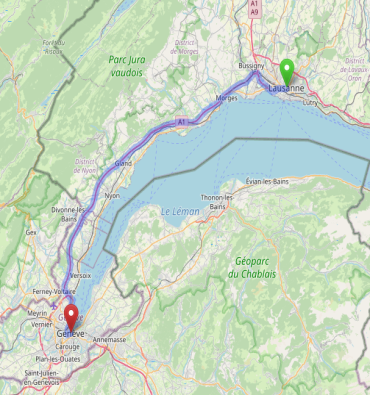 A1
A9
Forêt du
Risoux
Parc Jura
vaudois
District
de Morges
Bussigny
Lausanne
District
de Lavaux-
Oron
Morges
Lutry
A1
District
de Nyon
Gland
Nyon
Évian-les-Bains
Thonon-les-
Bains
Le Léman
Divonne-les-
Bains
Gex
Géoparc
du Chablais
Versoix
Ferney-Voltaire
Meyrin
Vernier
Genève
Carouge
Annemasse
Plan-les-Ouates
Saint-Julien-
en-Genevois